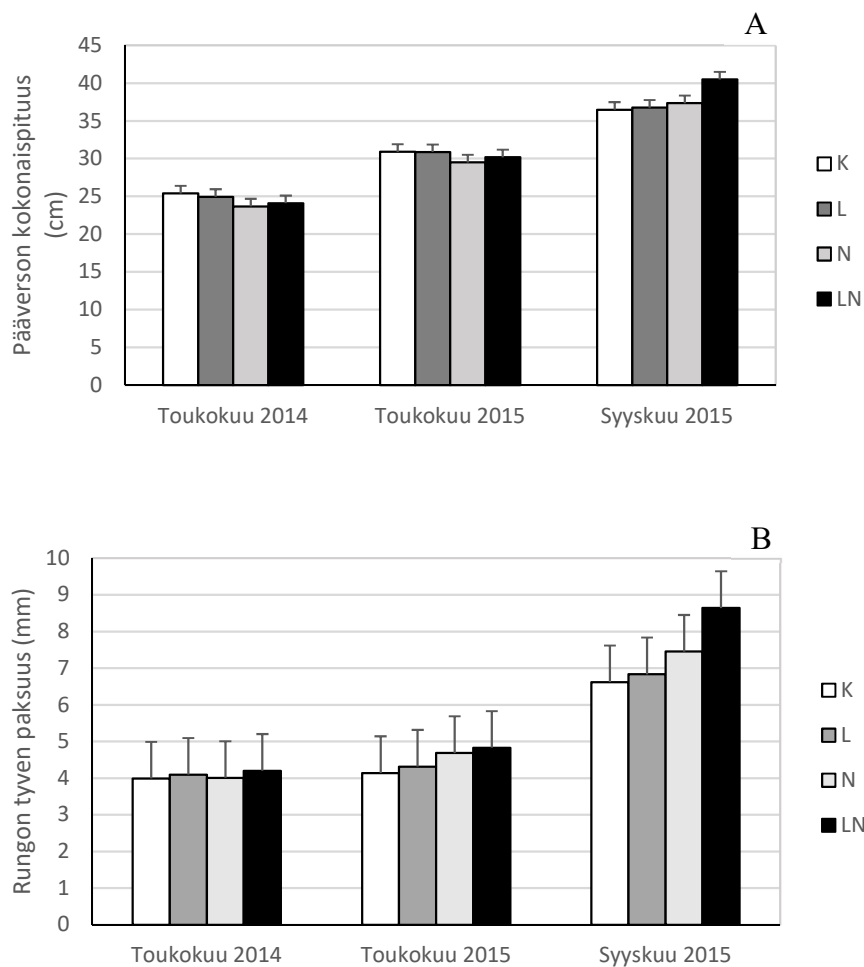 A
Pääverson kokonaispituus
(cm)
45
40
35
30
25
20
15
10
5
0
Toukokuu 2014
Toukokuu 2015
Syyskuu 2015
K
L
N
LN
B
Rungon tyven paksuus (mm)
10
9
8
7
6
5
4
3
2
1
0
Toukokuu 2014
Toukokuu 2015
Syyskuu 2015
K
L
N
LN